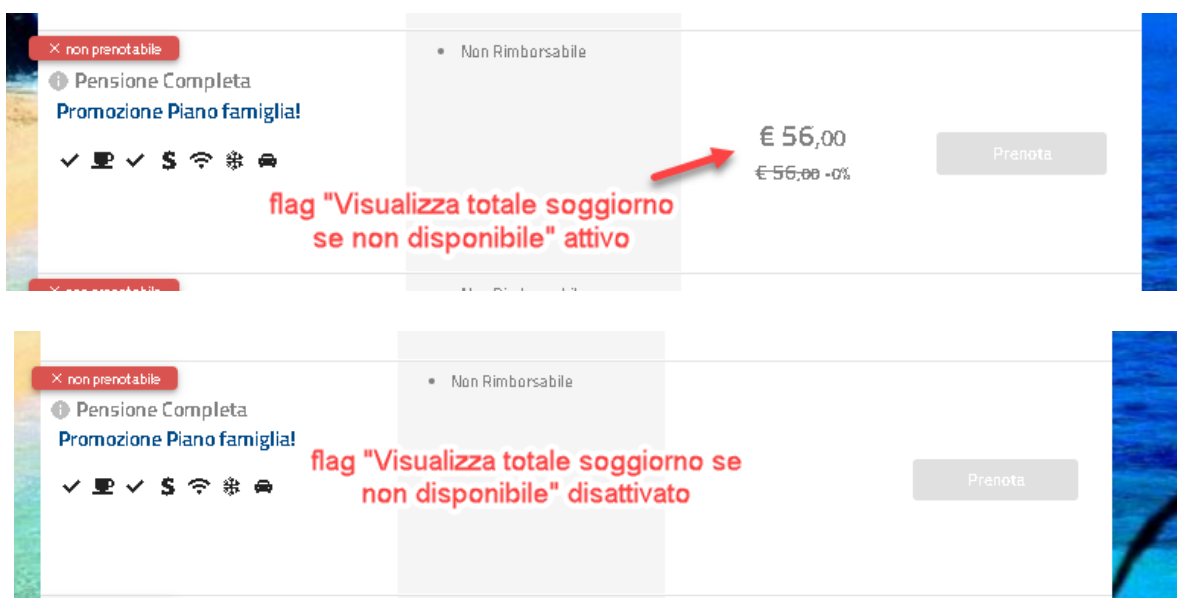 × non prenotabile
• Non Rimborsabile
Pensione Completa
Promozione Piano famiglia!
€ 56,00
Prenota
€ 56,00 -0%
flag "Visualizza totale soggiorno
se non disponibile" attivo
× non prenotabile
× non prenotabile
• Non Rimborsabile
Pensione Completa
Promozione Piano famiglia!
flag "Visualizza totale soggiorno se
non disponibile" disattivato
Prenota